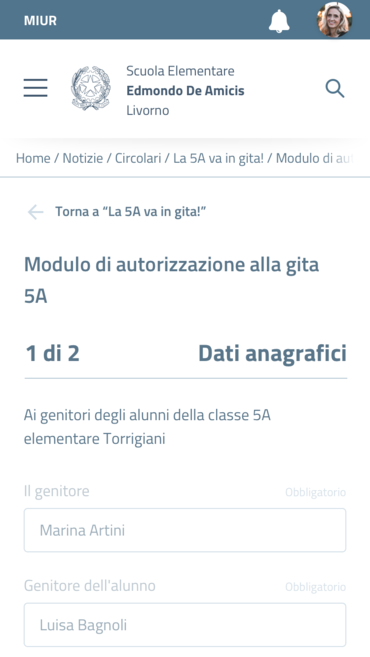 MIUR
Scuola Elementare
Edmondo De Amicis
Livorno
Home / Notizie / Circolari / La 5A va in gita! / Modulo di au
Torna a “La 5A va in gita!”
Modulo di autorizzazione alla gita
5A
1 di 2 Dati anagrafici
Ai genitori degli alunni della classe 5A
elementare Torrigiani
Il genitore Obbligatorio
Marina Artini
Genitore dell'alunno Obbligatorio
Luisa Bagnoli